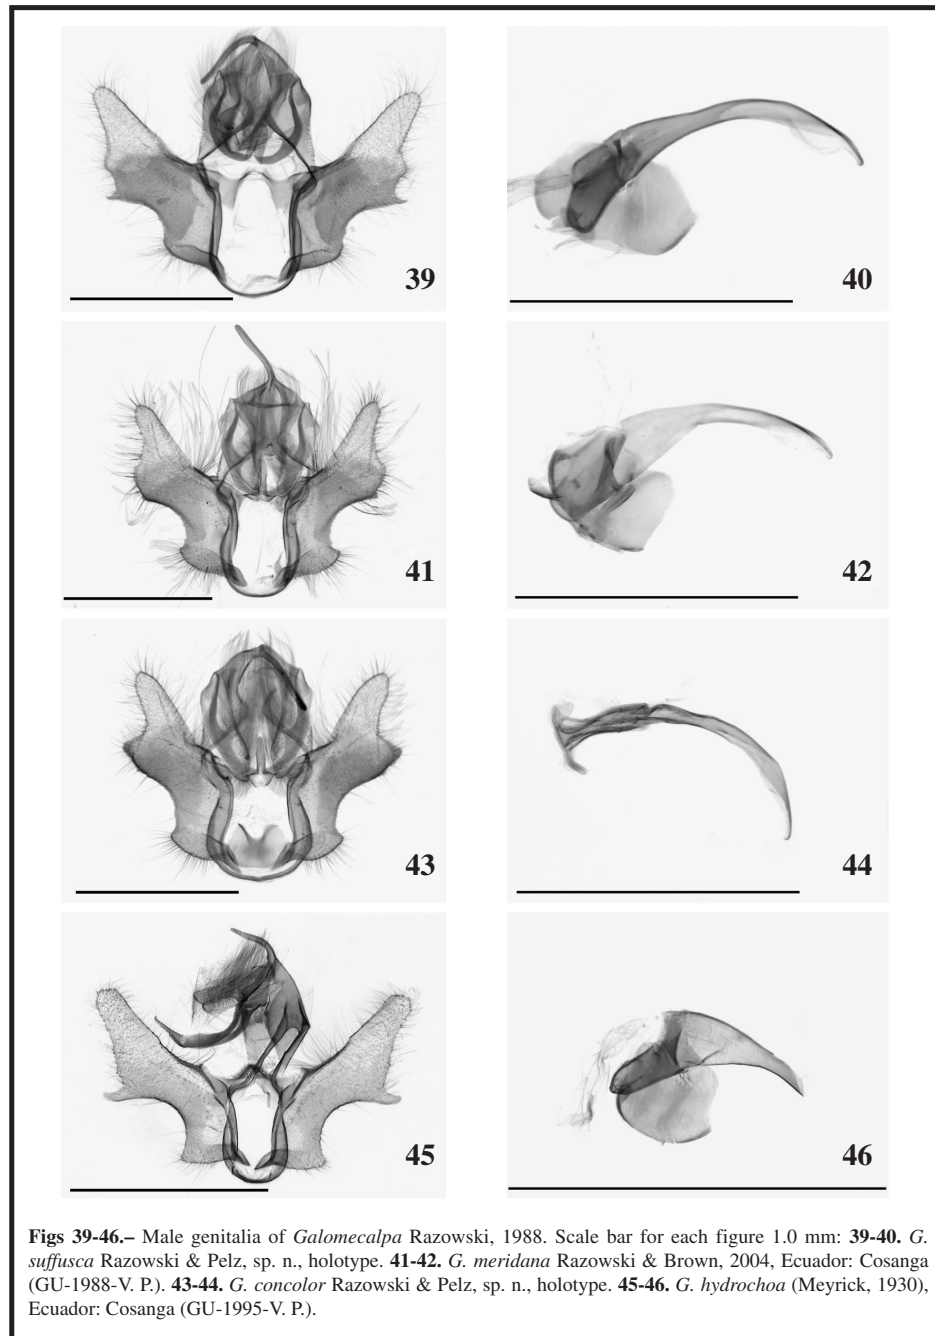 39
40
41
42
43
44
45
46
Figs 39-46.– Male genitalia of Galomecalpa Razowski, 1988. Scale bar for each figure 1.0 mm: 39-40. G.
suffusca Razowski & Pelz, sp. n., holotype. 41-42. G. meridana Razowski & Brown, 2004, Ecuador: Cosanga
(GU-1988-V. P.). 43-44. G. concolor Razowski & Pelz, sp. n., holotype. 45-46. G. hydrochoa (Meyrick, 1930),
Ecuador: Cosanga (GU-1995-V. P.).